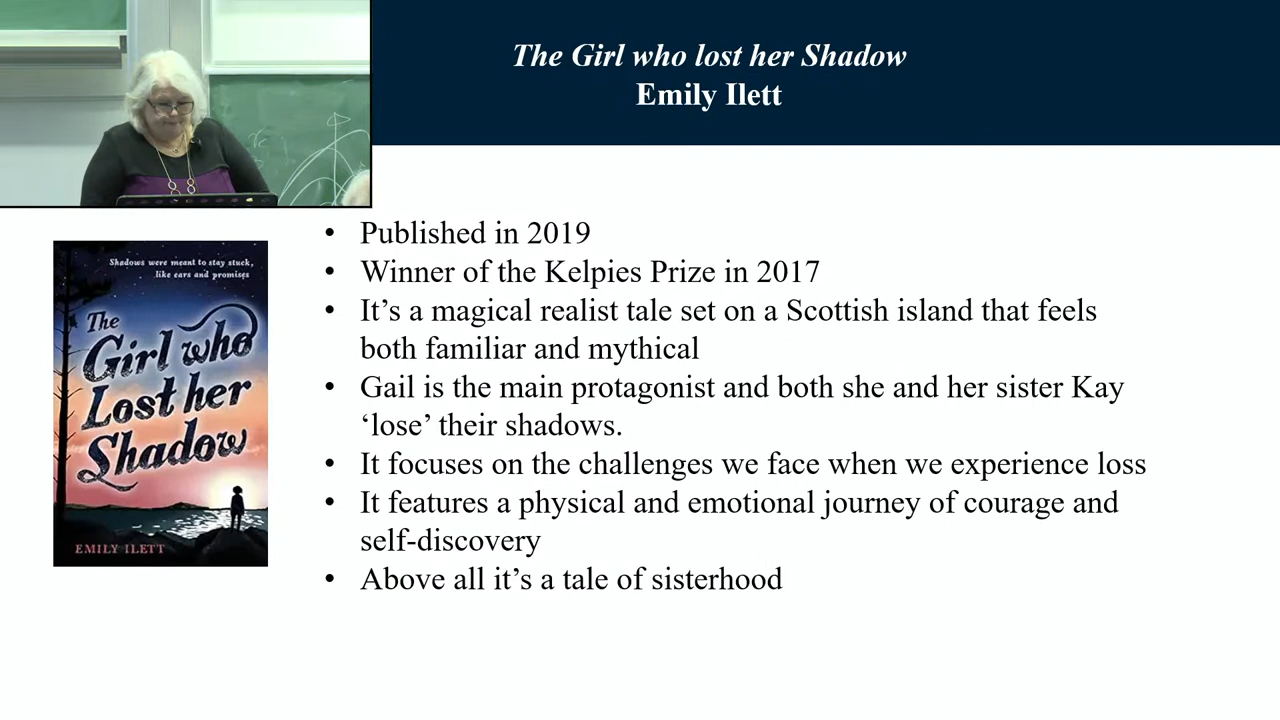 The Girl who lost her Shadow
Emily Ilett
Shadows were meant to stay stuck,
like ears and promises
The
Girl who
Lost her
Shadow
EMILY ILETT
• Published in 2019
• Winner of the Kelpies Prize in 2017
• It’s a magical realist tale set on a Scottish island that feels
both familiar and mythical
• Gail is the main protagonist and both she and her sister Kay
‘lose’ their shadows.
• It focuses on the challenges we face when we experience loss
• It features a physical and emotional journey of courage and
self-discovery
• Above all it’s a tale of sisterhood